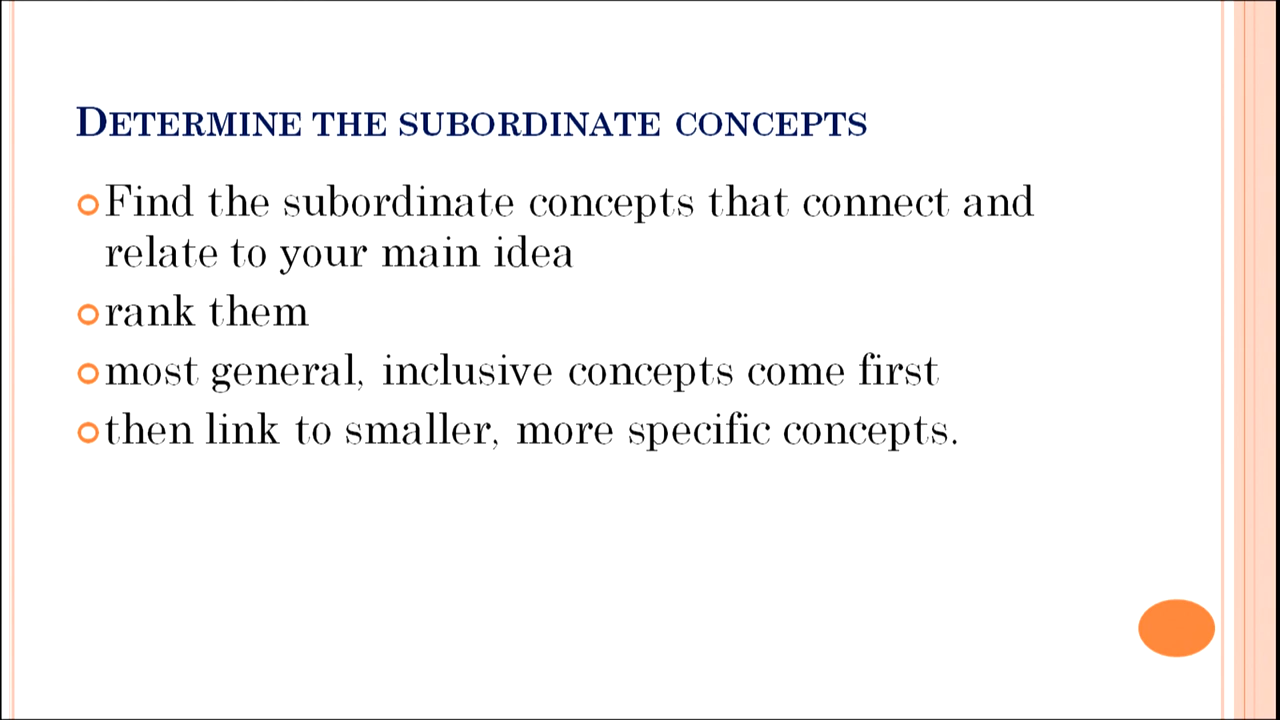 DETERMINE THE SUBORDINATE CONCEPTS
Find the subordinate concepts that connect and
relate to your main idea
rank them
most general, inclusive concepts come first
then link to smaller, more specific concepts.